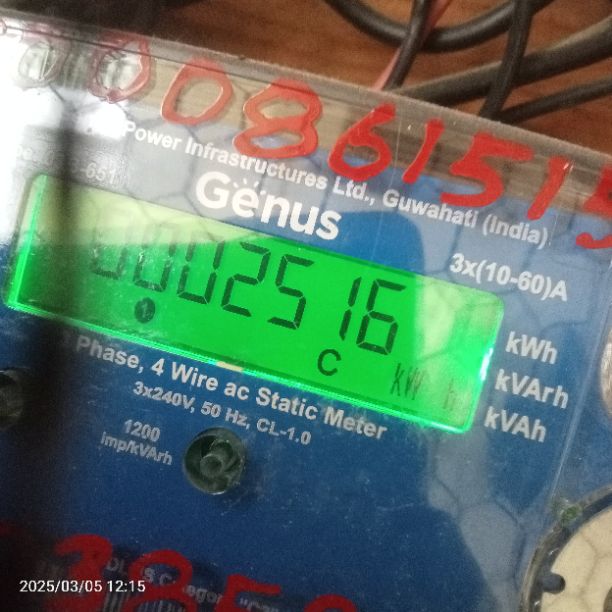 00861515
Power Infrastructures Ltd., Guwahati (India)
Genus
3x(10-60)A
0002516
C kW h
kWh
kVArh
kVAh
Phase, 4 Wire ac Static Meter
3x240V, 50 Hz, CL-1.0
1200
imp/kVArh
2025/03/05 12:15